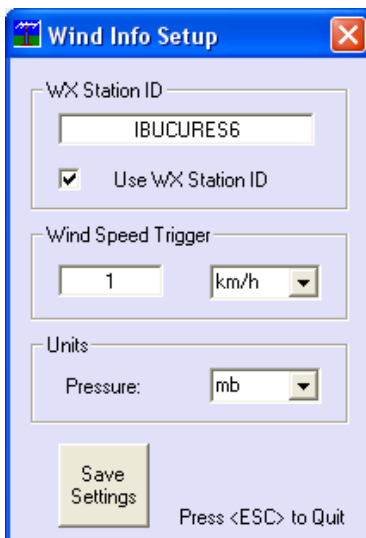 Wind Info Setup
WX Station ID
IBUCURES6
Use WX Station ID
Wind Speed Trigger
1 km/h
Units
Pressure: mb
Save
Settings
Press <ESC> to Quit